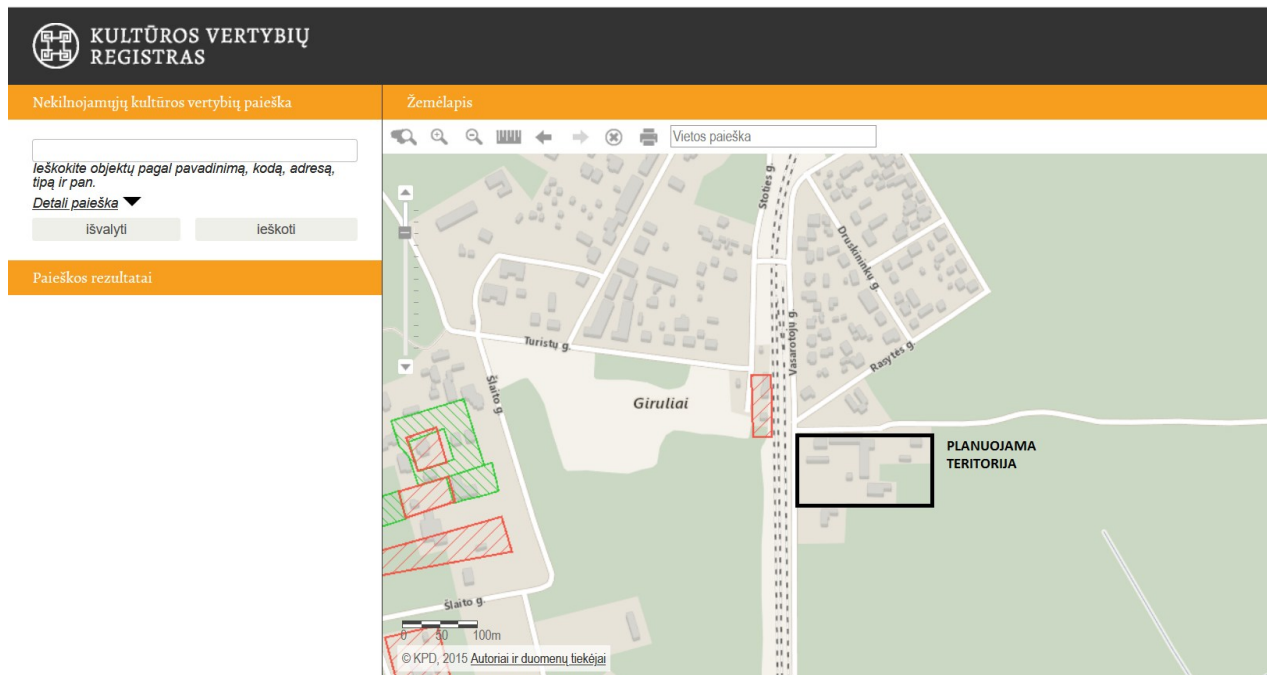 KULTŪROS VERTYBIŲ
REGISTRAS
Nekilnojamųjų kultūros vertybių paieška
Žemėlapis
Vietos paieška
Ieškokite objektų pagal pavadinimą, kodą, adresą,
tipą ir pan.
Detali paieška
išvalyti
ieškoti
Paieškos rezultatai
Stoties g.
Druskininkų g.
Turistų g.
Vasarotojų g.
Rasytės g.
Šlaito g.
Giruliai
PLANUOJAMA
TERITORIJA
Šlaito g.
0 50 100m
© KPD, 2015 Autoriai ir duomenų tiekėjai